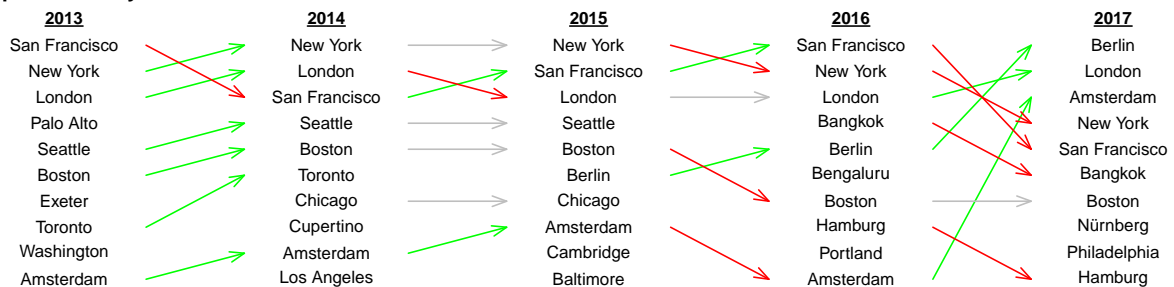 2013 2014 2015 2016 2017
San Francisco New York New York San Francisco Berlin
New York London San Francisco New York London
London San Francisco London London Amsterdam
Palo Alto Seattle Seattle Bangkok New York
Seattle Boston Boston Berlin San Francisco
Boston Toronto Berlin Bengaluru Bangkok
Exeter Chicago Chicago Boston Boston
Toronto Cupertino Amsterdam Hamburg Nürnberg
Washington Amsterdam Cambridge Portland Philadelphia
Amsterdam Los Angeles Baltimore Amsterdam Hamburg